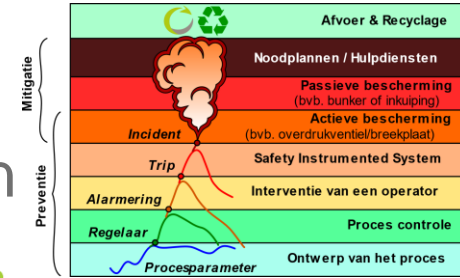 Afvoer & Recyclage
Noodplannen / Hulpdiensten
Passieve bescherming
(bvb. bunker of inkuiping)
Actieve bescherming
(bvb. overdrukventiel/breekplaat)
Incident
Safety Instrumented System
Trip
Interventie van een operator
Alarmering
Proces controle
Regelaar
Ontwerp van het proces
Procesparameter
Mitigatie
Preventie
n